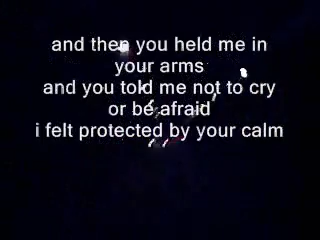 and then you held me in
your arms
and you told me not to cry
or be afraid
i felt protected by your calm